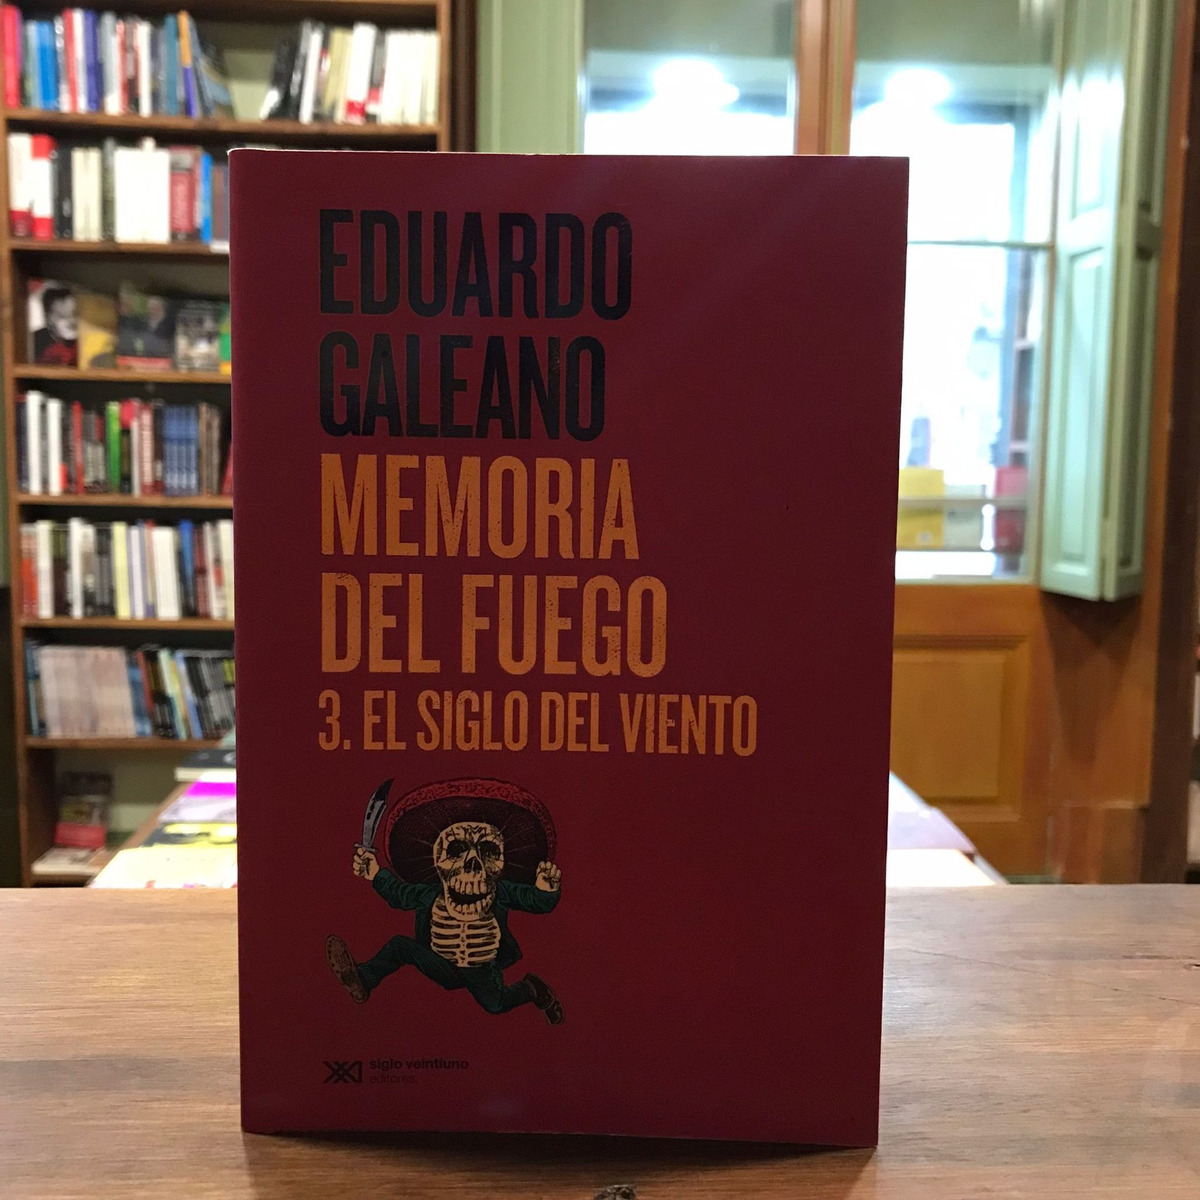 EDUARDO
GALEANO
MEMORIA
DEL FUEGO
3. EL SIGLO DEL VIENTO
siglo veintiuno
editores